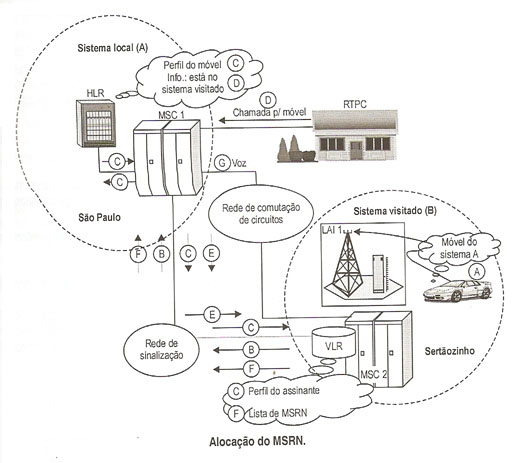 Sistema local (A)
Perfil do móvel C
Info.: está no D
sistema visitado
HLR
MSC 1
D
Chamada p/ móvel
RTPC
C
C
G Voz
São Paulo
Rede de comutação
de circuitos
Sistema visitado (B)
LAI 1
Móvel do
sistema A
A
F B C E
E
C
Rede de
sinalização
B
F
VLR
MSC 2
Sertãozinho
C Perfil do assinante
F Lista de MSRN
Alocação do MSRN.